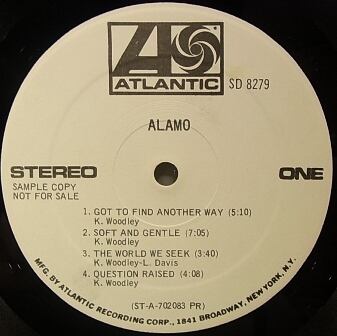 ATLANTIC
SD 8279
ALAMO
STEREO
ONE
SAMPLE COPY
NOT FOR SALE
1. GOT TO FIND ANOTHER WAY (5:10)
K. Woodley
2. SOFT AND GENTLE (7:05)
K. Woodley
3. THE WORLD WE SEEK (3:40)
K. Woodley-L. Davis
4. QUESTION RAISED (4:08)
K. Woodley
(ST-A-702083 PR)
MFG. BY ATLANTIC RECORDING CORP., 1841 BROADWAY, NEW YORK, N.Y.